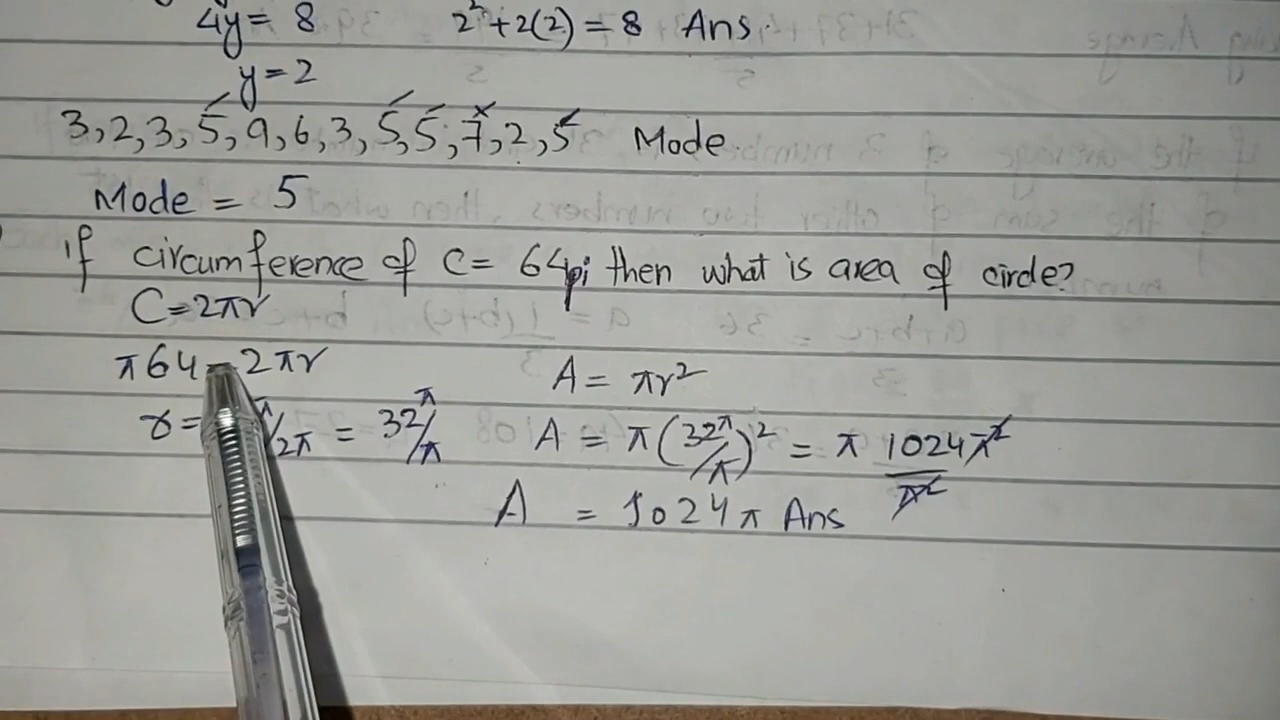 4y = 8 2² + 2(2) = 8 Ans.
y = 2
3,2,3,5,9,6,3,5,5,7,2,5 Mode.
Mode = 5
if circumference of C = 64pi then what is area of circle?
C = 2πr
π64 = 2πr A = πr²
r = π/2π = 32π/π A = π(32π/π)² = π 1024π²/π²
A = 1024π Ans